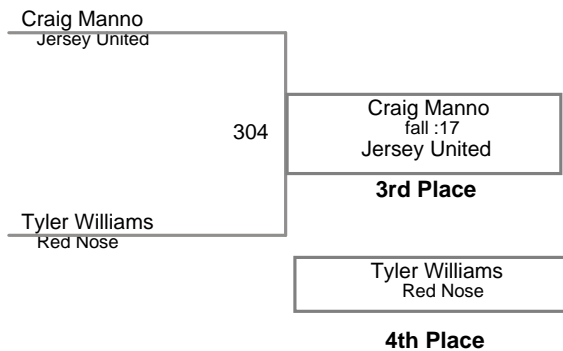 Craig Manno
Jersey United
304
Craig Manno
fall :17
Jersey United
3rd Place
Tyler Williams
Red Nose
Tyler Williams
Red Nose
4th Place